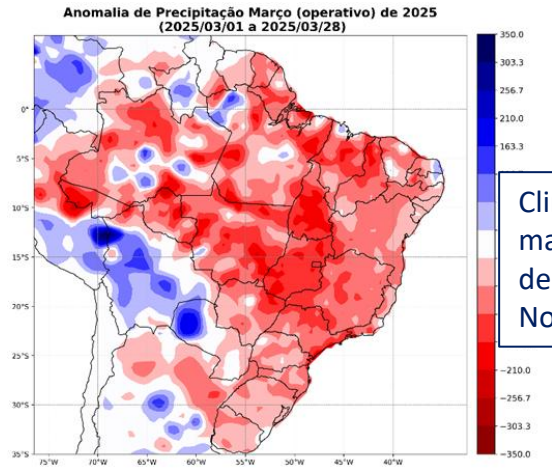 Anomalia de Precipitação Março (operativo) de 2025
(2025/03/01 a 2025/03/28)
350.0
303.3
256.7
210.0
163.3
0°
5°S
10°S
15°S
20°S
25°S
30°S
35°S
75°W
70°W
65°W
60°W
55°W
50°W
45°W
40°W
Cli
ma
de
No
−210.0
−256.7
−303.3
−350.0